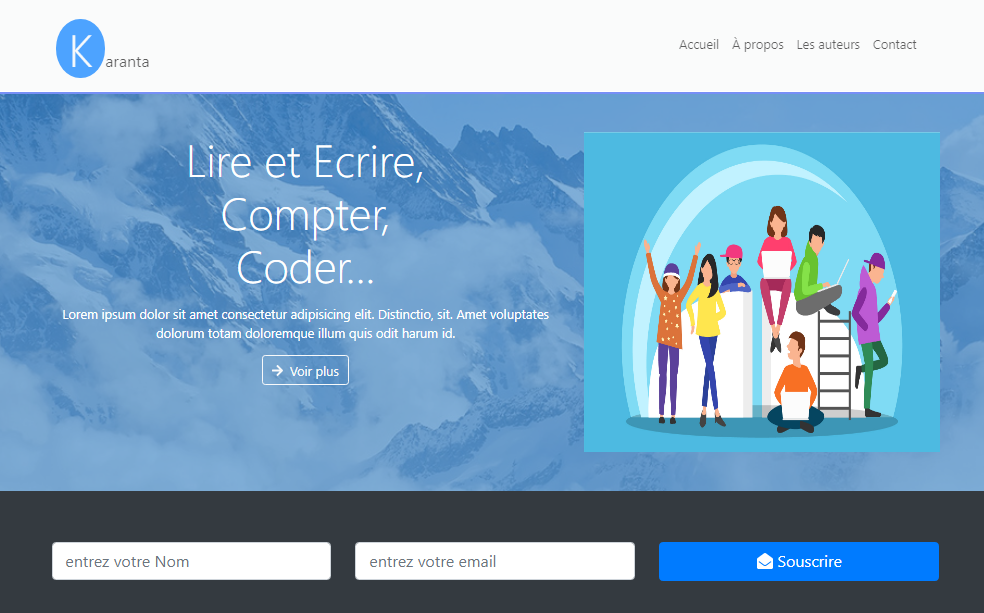 Karanta
Accueil À propos Les auteurs Contact
Lire et Ecrire,
Compter,
Coder...
Lorem ipsum dolor sit amet consectetur adipisicing elit. Distinctio, sit. Amet voluptates
dolorum totam doloremque illum quis odit harum id.
Voir plus
entrez votre Nom
entrez votre email
Souscrire